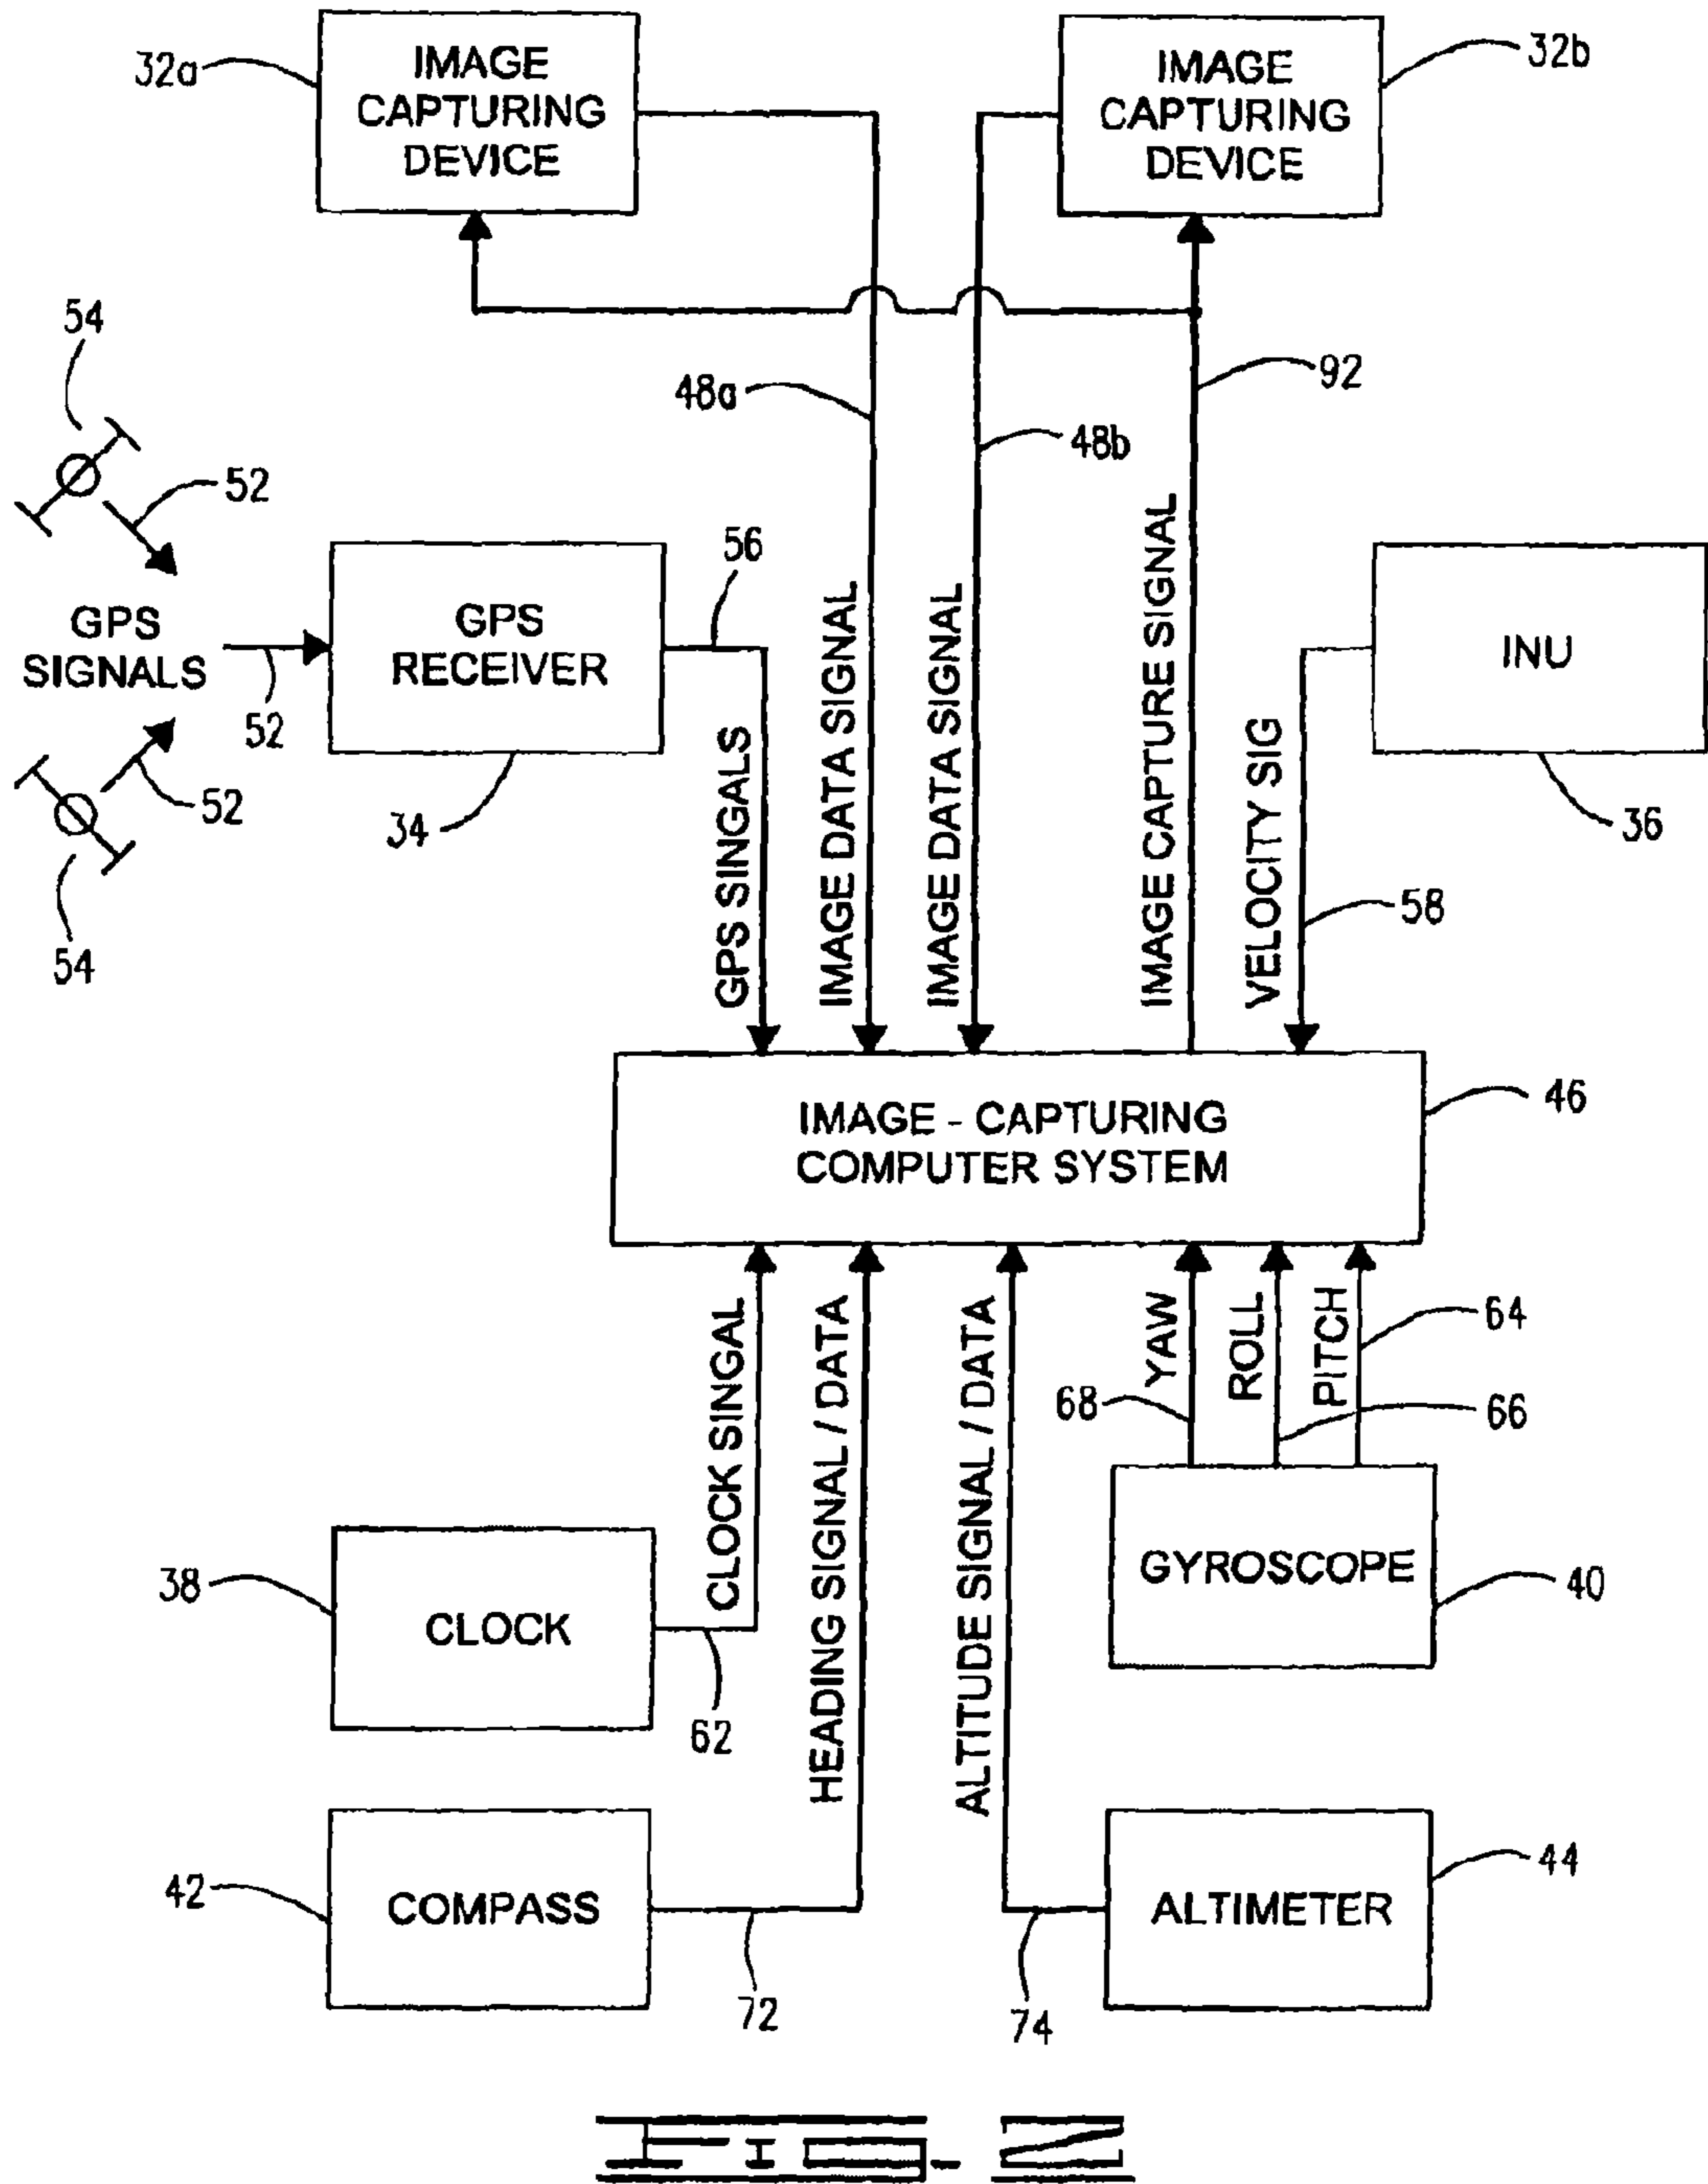 32a
IMAGE
CAPTURING
DEVICE
IMAGE
CAPTURING
DEVICE
32b
54
52
48a
48b
92
GPS
SIGNALS
52
GPS
RECEIVER
56
34
52
54
GPS SINGALS
IMAGE DATA SIGNAL
IMAGE DATA SIGNAL
IMAGE CAPTURE SIGNAL
VELOCITY SIG
INU
36
58
IMAGE - CAPTURING
COMPUTER SYSTEM
46
CLOCK SINGAL
HEADING SIGNAL / DATA
ALTITUDE SIGNAL / DATA
YAW
ROLL
PITCH
64
68
66
38
CLOCK
62
GYROSCOPE
40
42
COMPASS
72
74
ALTIMETER
44
FIG. 2